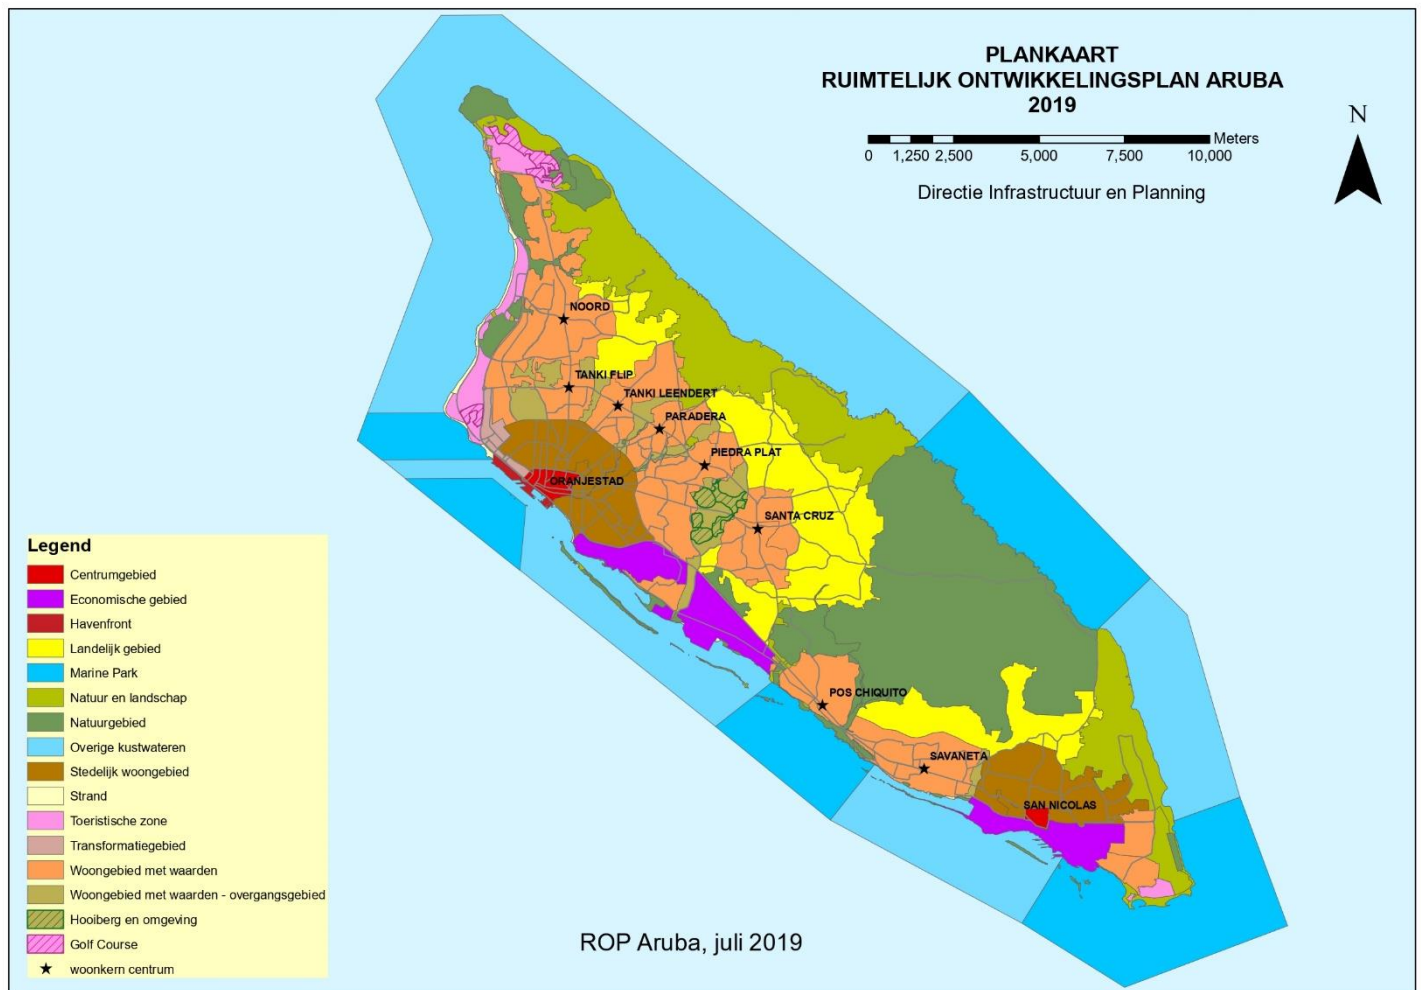 PLANKAART
RUIMTELIJK ONTWIKKELINGSPLAN ARUBA
2019
Meters
0 1,250 2,500 5,000 7,500 10,000
Directie Infrastructuur en Planning
N
NOORD
TANKI FLIP
TANKI LEENDERT
PARADERA
PIEDRA PLAT
ORANJESTAD
SANTA CRUZ
POS CHIQUITO
SAVANETA
SAN NICOLAS
Legend
Centrumgebied
Economische gebied
Havenfront
Landelijk gebied
Marine Park
Natuur en landschap
Natuurgebied
Overige kustwateren
Stedelijk woongebied
Strand
Toeristische zone
Transformatiegebied
Woongebied met waarden
Woongebied met waarden - overgangsgebied
Hooiberg en omgeving
Golf Course
woonkern centrum
ROP Aruba, juli 2019